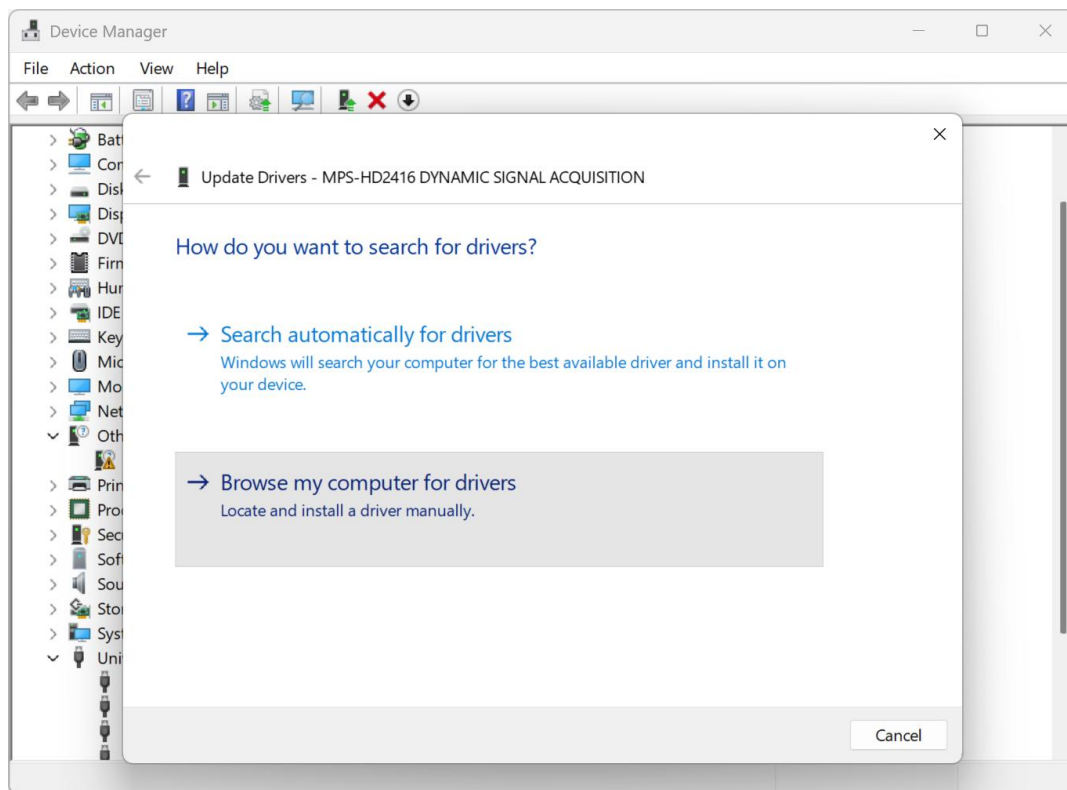 Device Manager
File Action View Help
Update Drivers - MPS-HD2416 DYNAMIC SIGNAL ACQUISITION
How do you want to search for drivers?
Search automatically for drivers
Windows will search your computer for the best available driver and install it on
your device.
Browse my computer for drivers
Locate and install a driver manually.
Cancel